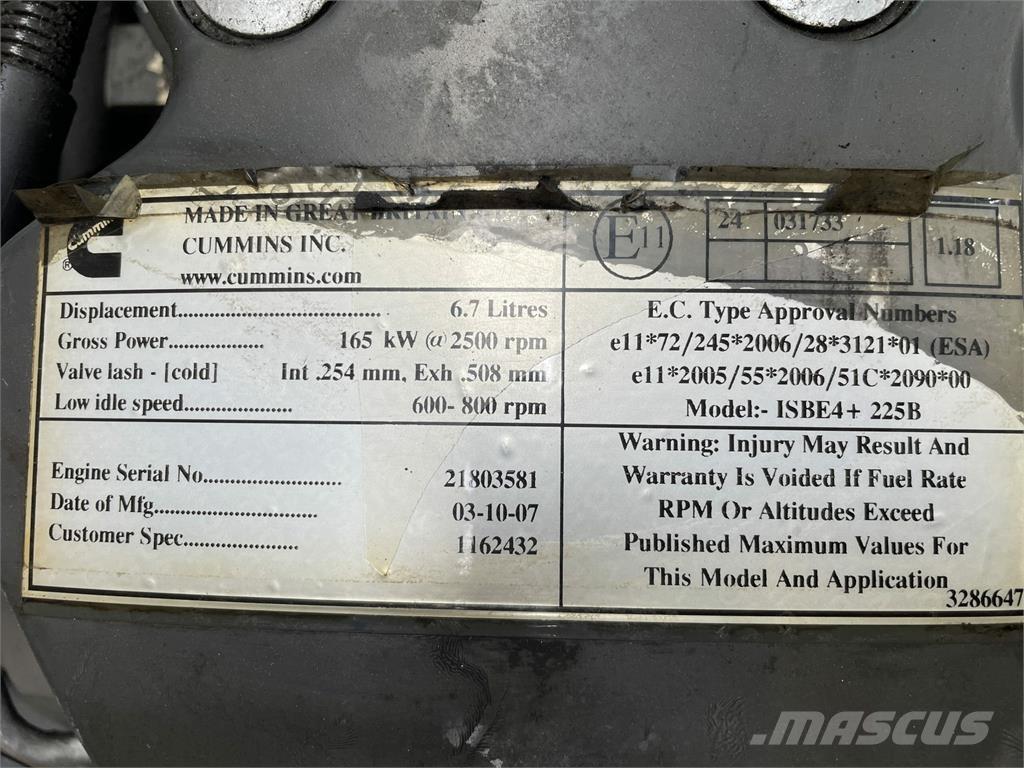 Cummins
®
MADE IN GREAT BRITAIN
CUMMINS INC.
www.cummins.com
E11
24 031733
1.18
Displacement.................................... 6.7 Litres
Gross Power.................. 165 kW @ 2500 rpm
Valve lash - [cold] Int .254 mm, Exh .508 mm
Low idle speed..................... 600- 800 rpm
E.C. Type Approval Numbers
e11*72/245*2006/28*3121*01 (ESA)
e11*2005/55*2006/51C*2090*00
Model:- ISBE4+ 225B
Engine Serial No.......................... 21803581
Date of Mfg............................... 03-10-07
Customer Spec...................... 1162432
Warning: Injury May Result And
Warranty Is Voided If Fuel Rate
RPM Or Altitudes Exceed
Published Maximum Values For
This Model And Application
3286647
MASCUS